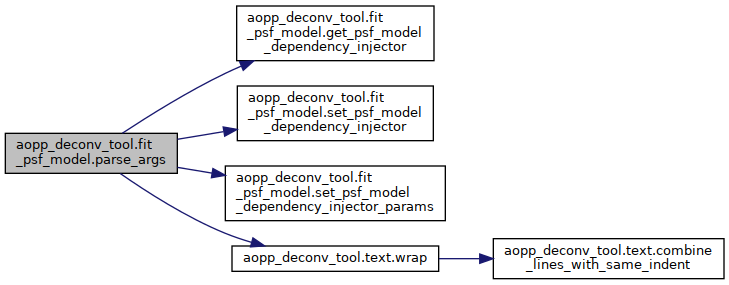 aopp_deconv_tool.fit
_psf_model.get_psf_model
_dependency_injector
aopp_deconv_tool.fit
_psf_model.set_psf_model
_dependency_injector
aopp_deconv_tool.fit
_psf_model.parse_args
aopp_deconv_tool.fit
_psf_model.set_psf_model
_dependency_injector_params
aopp_deconv_tool.text.wrap
aopp_deconv_tool.text.combine
_lines_with_same_indent